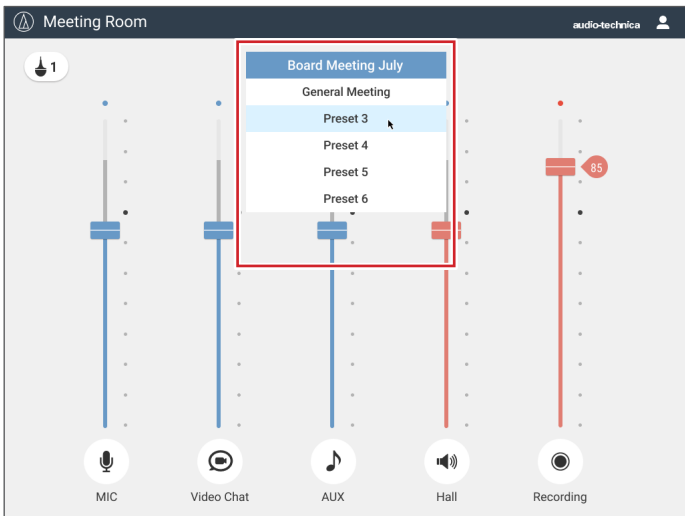 Meeting Room
audio-technica
1
Board Meeting July
General Meeting
Preset 3
Preset 4
Preset 5
Preset 6
85
MIC
Video Chat
AUX
Hall
Recording